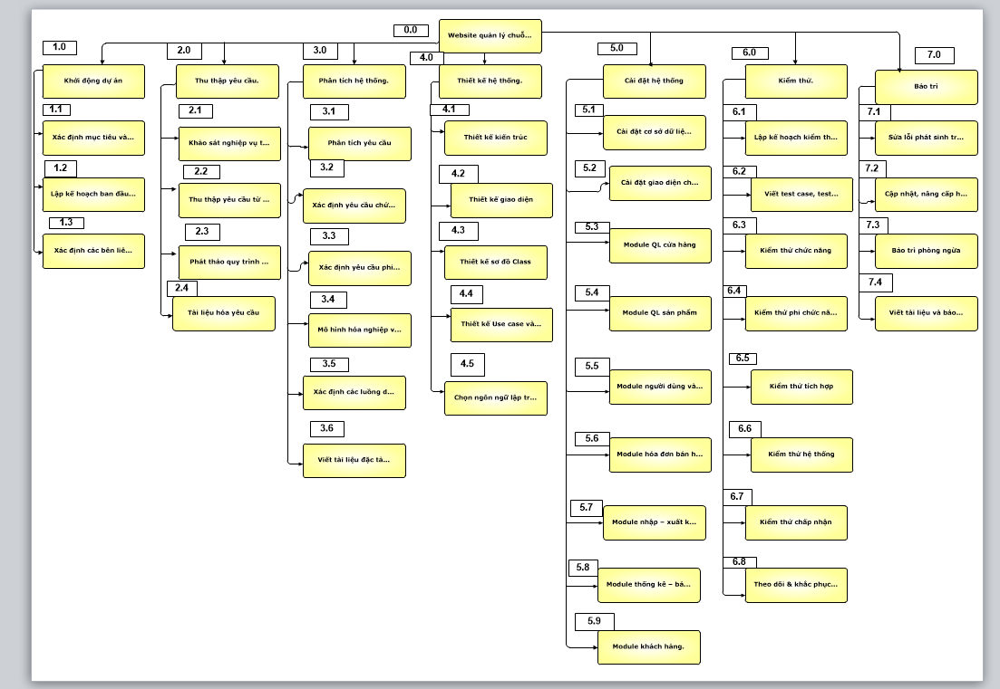 0.0
Website quản lý chuỗ...
1.0
Khởi động dự án
1.1
Xác định mục tiêu và...
1.2
Lập kế hoạch ban đầu...
1.3
Xác định các bên liê...
2.0
Thu thập yêu cầu.
2.1
Khảo sát nghiệp vụ t...
2.2
Thu thập yêu cầu từ ...
2.3
Phát thảo quy trình ...
2.4
Tài liệu hóa yêu cầu
3.0
Phân tích hệ thống.
3.1
Phân tích yêu cầu
3.2
Xác định yêu cầu chứ...
3.3
Xác định yêu cầu phi...
3.4
Mô hình hóa nghiệp v...
3.5
Xác định các luồng d...
3.6
Viết tài liệu đặc tả...
4.0
Thiết kế hệ thống.
4.1
Thiết kế kiến trúc
4.2
Thiết kế giao diện
4.3
Thiết kế sơ đồ Class
4.4
Thiết kế Use case và...
4.5
Chọn ngôn ngữ lập tr...
5.0
Cài đặt hệ thống
5.1
Cài đặt cơ sở dữ liệ...
5.2
Cài đặt giao diện ch...
5.3
Module QL cửa hàng
5.4
Module QL sản phẩm
5.5
Module người dùng và...
5.6
Module hóa đơn bán h...
5.7
Module nhập – xuất k...
5.8
Module thống kê – bá...
5.9
Module khách hàng.
6.0
Kiểm thử.
6.1
Lập kế hoạch kiểm th...
6.2
Viết test case, test...
6.3
Kiểm thử chức năng
6.4
Kiểm thử phi chức nă...
6.5
Kiểm thử tích hợp
6.6
Kiểm thử hệ thống
6.7
Kiểm thử chấp nhận
6.8
Theo dõi & khắc phục...
7.0
Bảo trì
7.1
Sửa lỗi phát sinh tr...
7.2
Cập nhật, nâng cấp h...
7.3
Bảo trì phòng ngừa
7.4
Viết tài liệu và báo...